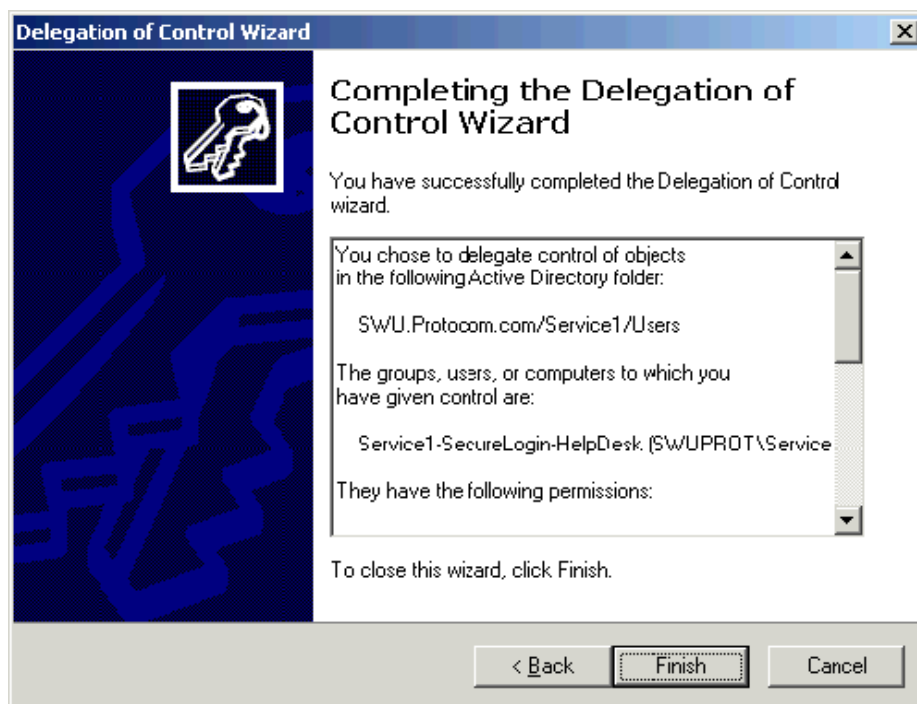 Delegation of Control Wizard
Completing the Delegation of
Control Wizard
You have successfully completed the Delegation of Control
wizard.
You chose to delegate control of objects
in the following Active Directory folder:
SWU.Protocom.com/Service1/Users
The groups, users, or computers to which you
have given control are:
Service1-SecureLogin-HelpDesk (SWUPROT\Service
They have the following permissions:
To close this wizard, click Finish.
< Back
Finish
Cancel